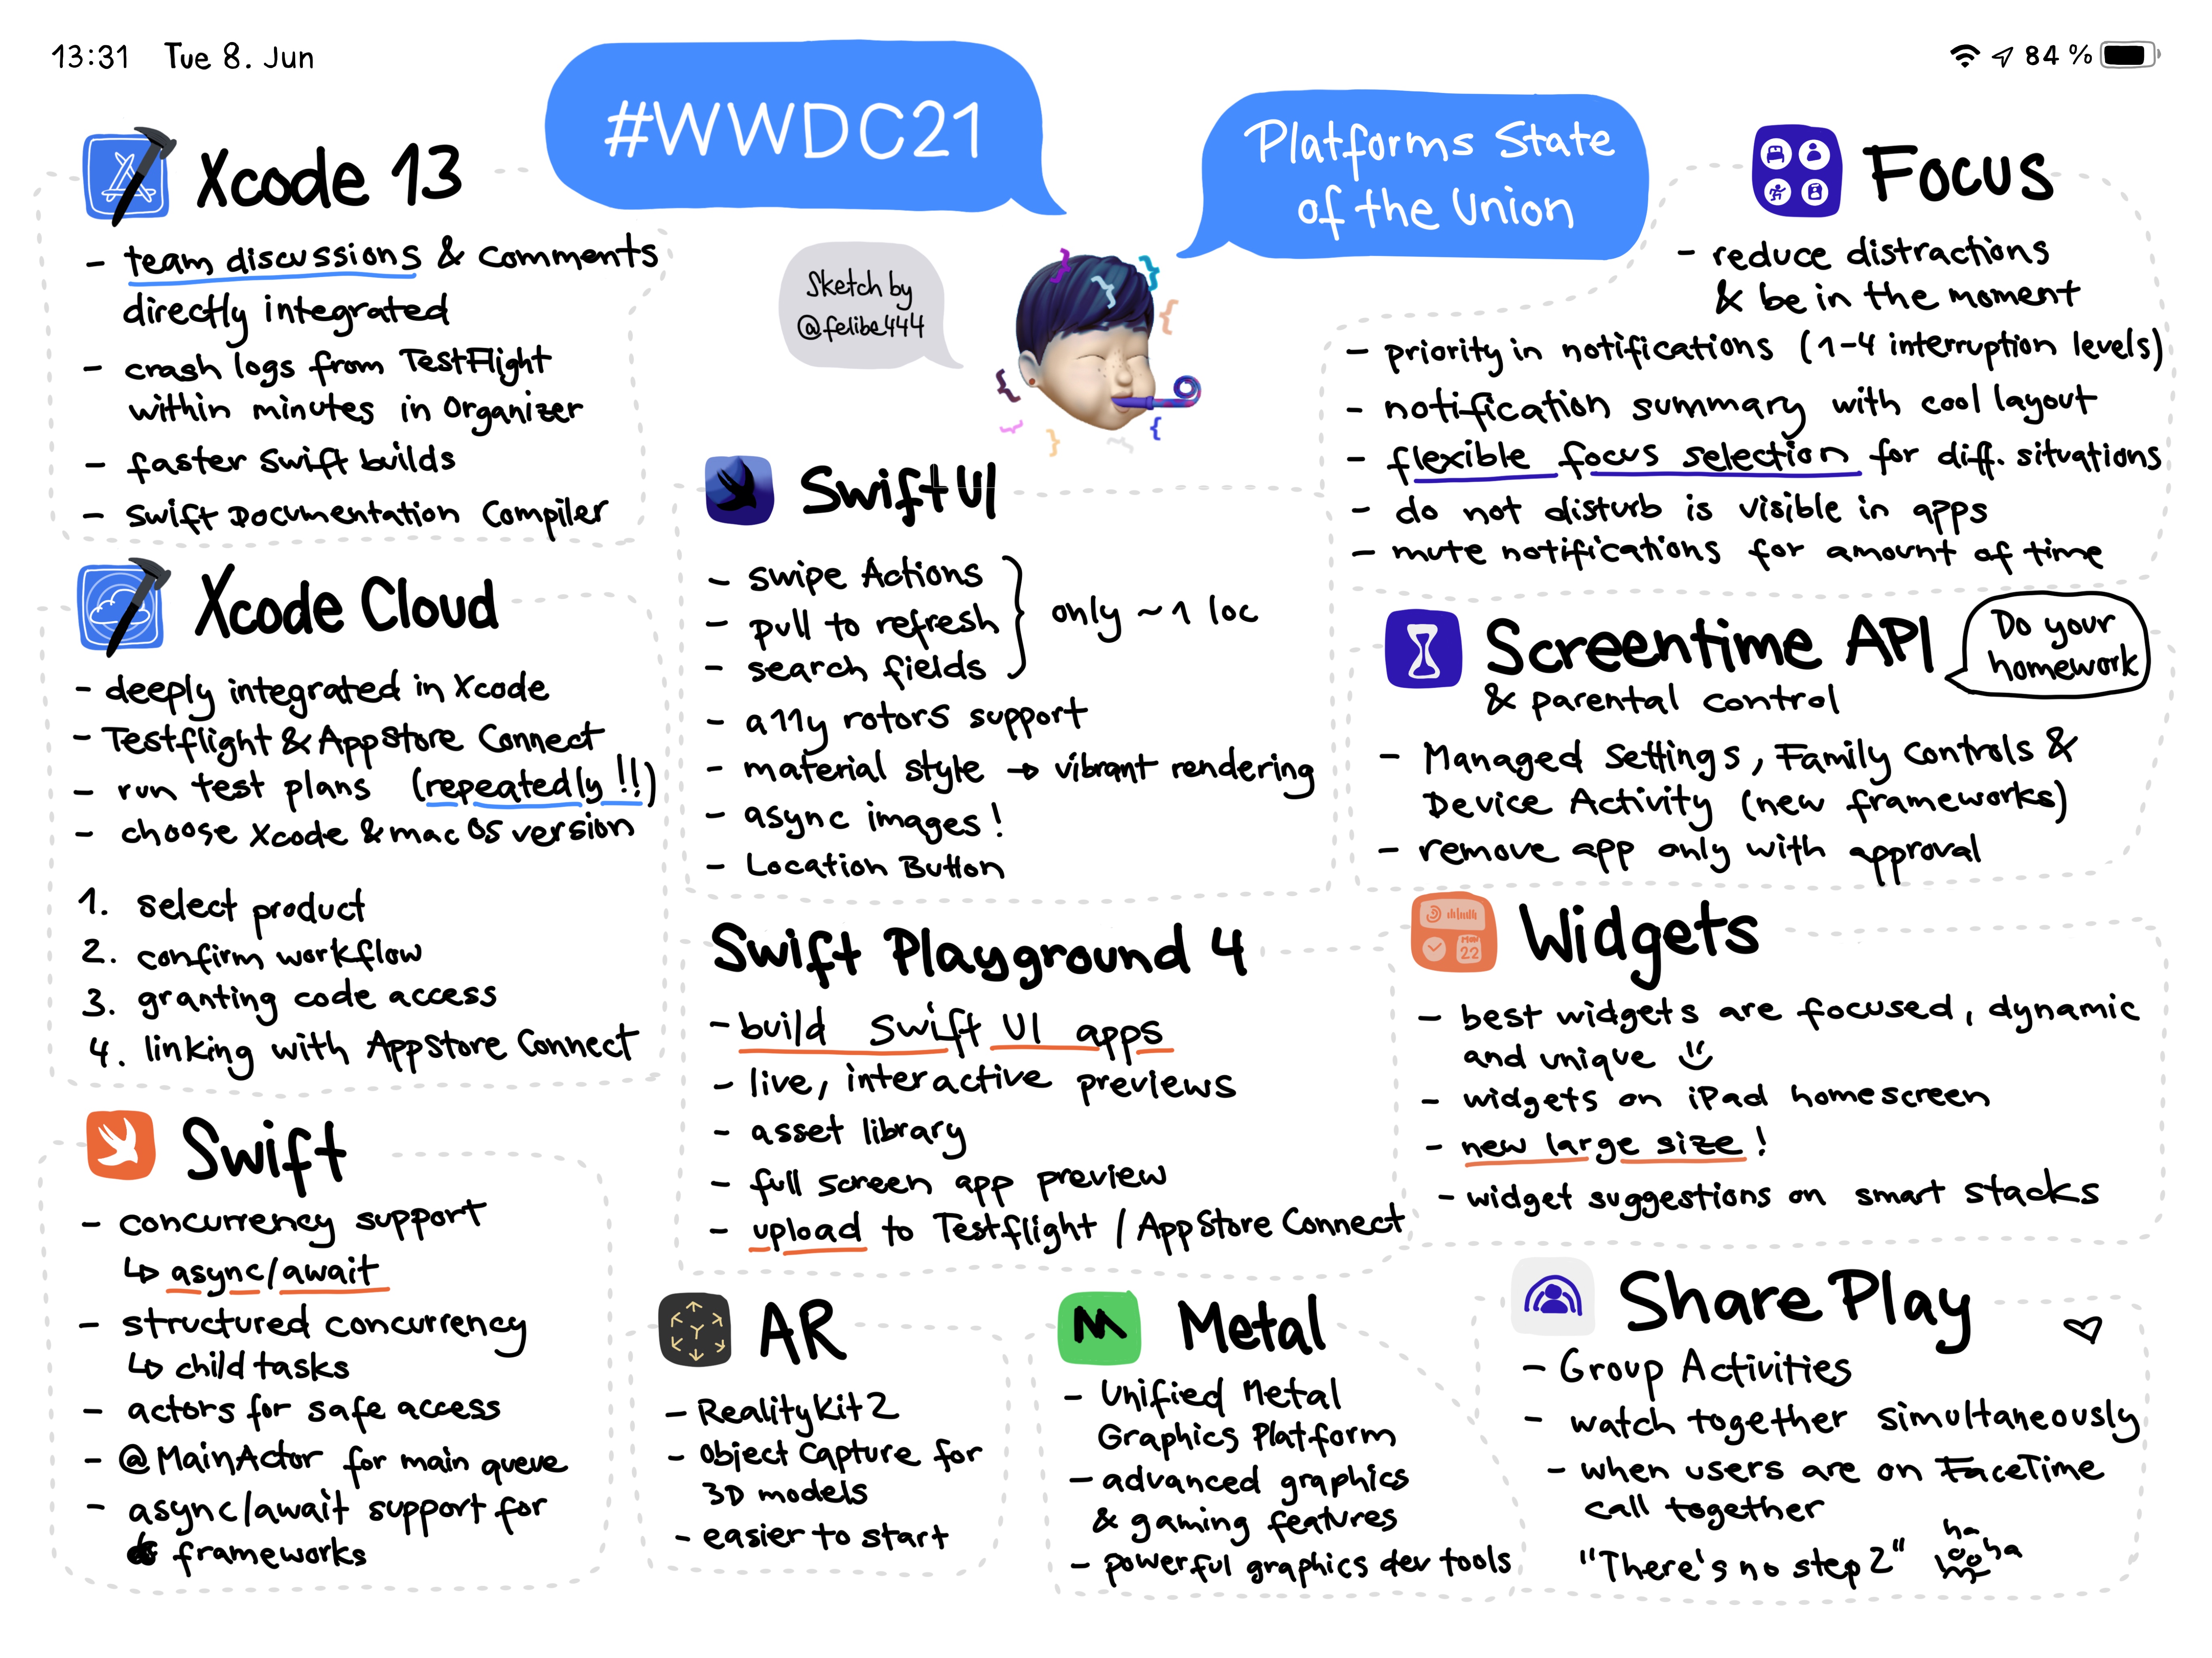 13:31 Tue 8. Jun
84 %
#WWDC21
Platforms State
of the Union
Sketch by
@felibe444
Xcode 13
- team discussions & comments
directly integrated
- crash logs from TestFlight
within minutes in Organizer
- faster Swift builds
- Swift Documentation Compiler
Xcode Cloud
- deeply integrated in Xcode
- Testflight & AppStore Connect
- run test plans (repeatedly!!)
- choose Xcode & macOS version
1. select product
2. confirm workflow
3. granting code access
4. linking with AppStore Connect
Swift
- concurrency support
↳ async/await
- structured concurrency
↳ child tasks
- actors for safe access
- @MainActor for main queue
- async/await support for
frameworks
SwiftUI
- swipe Actions
- pull to refresh
- search fields
} only ~1 loc
- a11y rotors support
- material style → vibrant rendering
- async images!
- Location Button
Swift Playground 4
- build Swift UI apps
- live, interactive previews
- asset library
- full screen app preview
- upload to Testflight / AppStore Connect
AR
- RealityKit 2
- Object Capture for
3D models
- easier to start
Metal
- Unified Metal
Graphics Platform
- advanced graphics
& gaming features
- powerful graphics dev tools
Focus
- reduce distractions
& be in the moment
- priority in notifications (1-4 interruption levels)
- notification summary with cool layout
- flexible focus selection for diff. situations
- do not disturb is visible in apps
- mute notifications for amount of time
Screentime API
& parental control
Do your
homework
- Managed Settings, Family Controls &
Device Activity (new frameworks)
- remove app only with approval
Widgets
MON
22
- best widgets are focused, dynamic
and unique
- widgets on iPad homescreen
- new large size!
- widget suggestions on smart stacks
Share Play
- Group Activities
- watch together simultaneously
- when users are on FaceTime
call together
"There's no step 2"
ha
ha